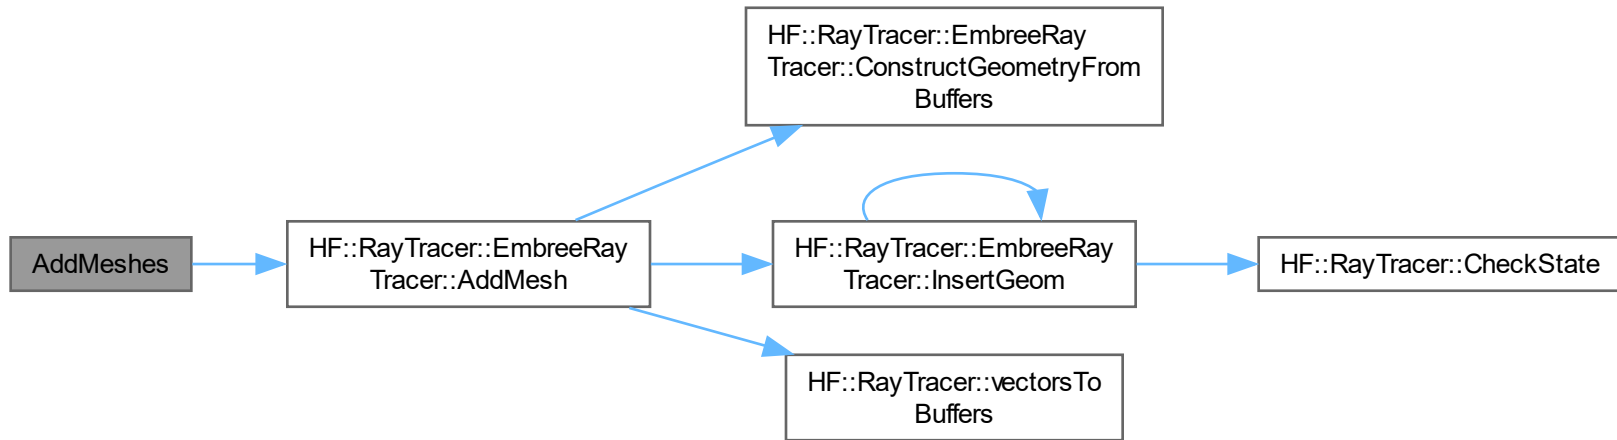 HF::RayTracer::EmbreeRay
Tracer::ConstructGeometryFrom
Buffers
AddMeshes
HF::RayTracer::EmbreeRay
Tracer::AddMesh
HF::RayTracer::EmbreeRay
Tracer::InsertGeom
HF::RayTracer::CheckState
HF::RayTracer::vectorsTo
Buffers